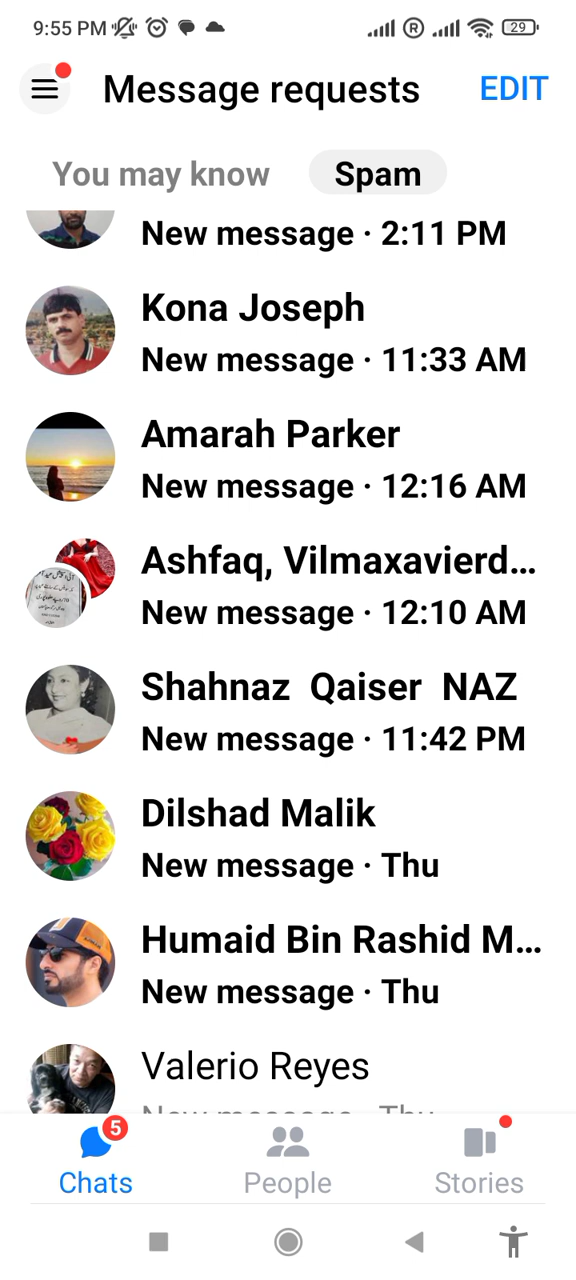 9:55 PM
29
Message requests
EDIT
You may know
Spam
New message · 2:11 PM
Kona Joseph
New message · 11:33 AM
Amarah Parker
New message · 12:16 AM
Ashfaq, Vilmaxavierd...
New message · 12:10 AM
Shahnaz Qaiser NAZ
New message · 11:42 PM
Dilshad Malik
New message · Thu
Humaid Bin Rashid M...
New message · Thu
Valerio Reyes
New message · Thu
5
Chats
People
Stories